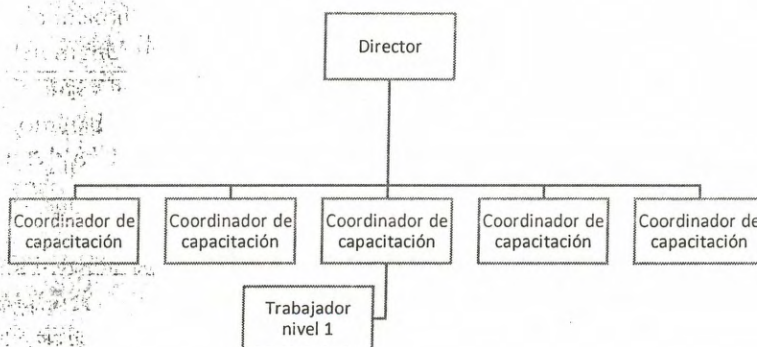 Director
Coordinador de
capacitación
Coordinador de
capacitación
Coordinador de
capacitación
Coordinador de
capacitación
Coordinador de
capacitación
Trabajador
nivel 1